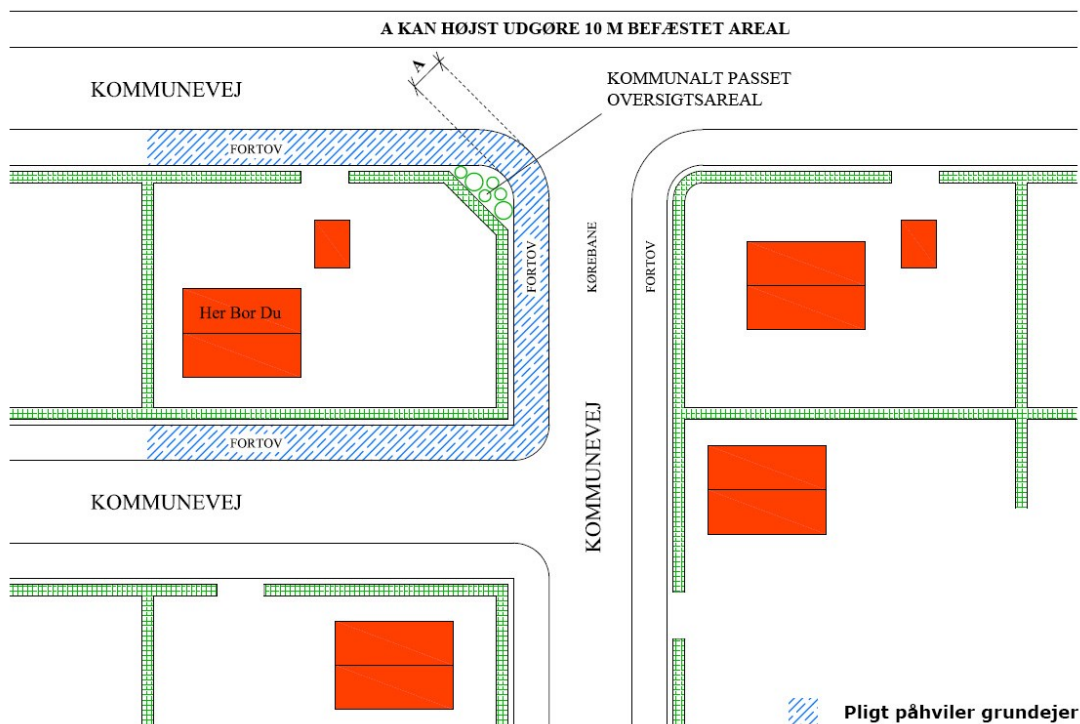 A KAN HØJST UDGØRE 10 M BEFÆSTET AREAL
A
KOMMUNEVEJ
KOMMUNALT PASSET
OVERSIGTSAREAL
FORTOV
FORTOV
KØREBANE
FORTOV
Her Bor Du
FORTOV
KOMMUNEVEJ
KOMMUNEVEJ
Pligt påhviler grundejer